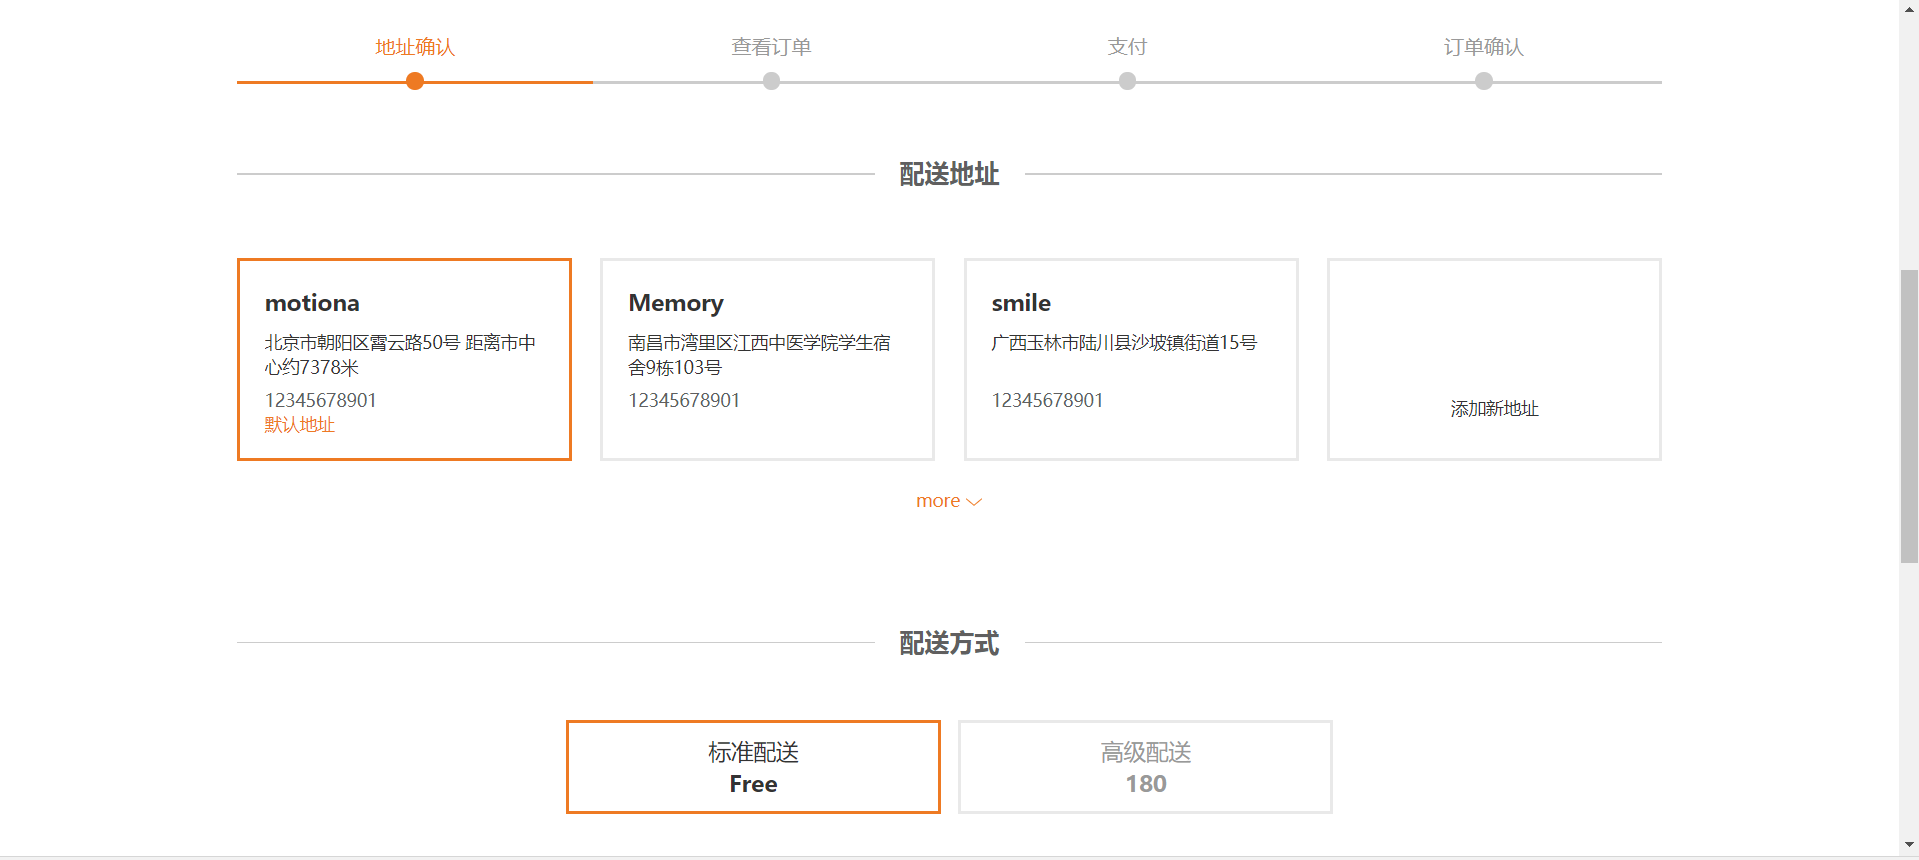 地址确认
查看订单
支付
订单确认
配送地址
motiona
北京市朝阳区霄云路50号 距离市中
心约7378米
12345678901
默认地址
Memory
南昌市湾里区江西中医学院学生宿
舍9栋103号
12345678901
smile
广西玉林市陆川县沙坡镇街道15号
12345678901
添加新地址
more
配送方式
标准配送
Free
高级配送
180